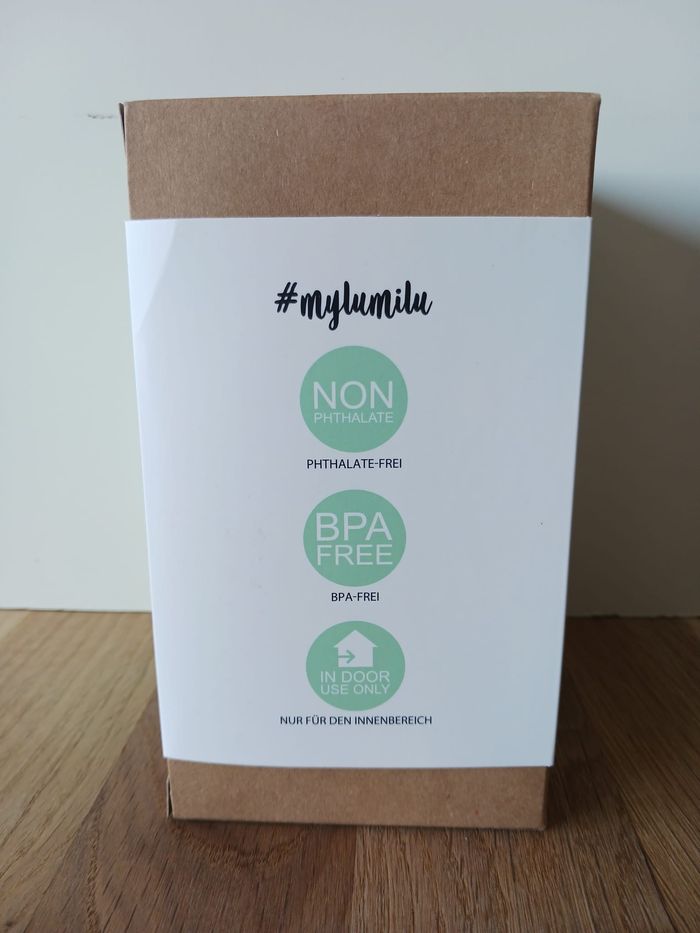 #mylumilu
NON
PHTHALATE
PHTHALATE-FREI
BPA
FREE
BPA-FREI
IN DOOR
USE ONLY
NUR FÜR DEN INNENBEREICH